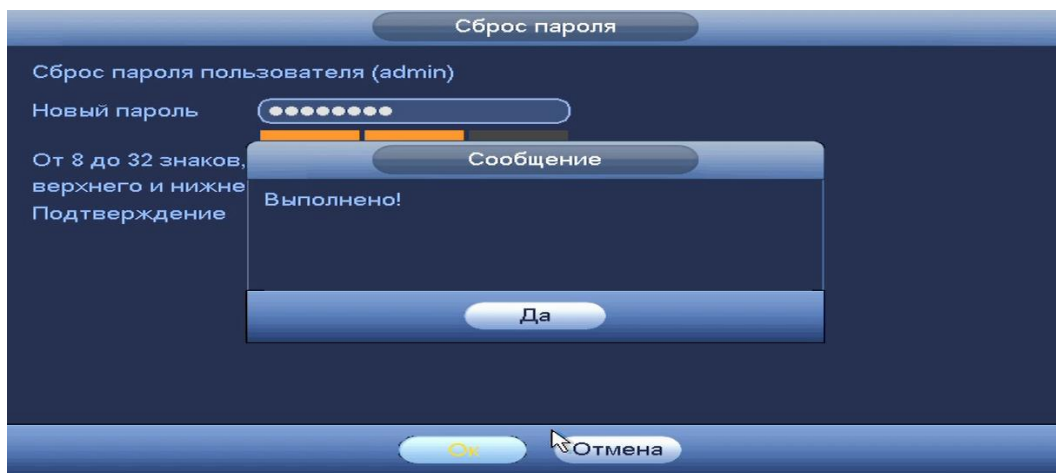 Сброс пароля
Сброс пароля пользователя (admin)
Новый пароль
От 8 до 32 знаков,
верхнего и нижне
Подтверждение
Сообщение
Выполнено!
Да
Ок
Отмена